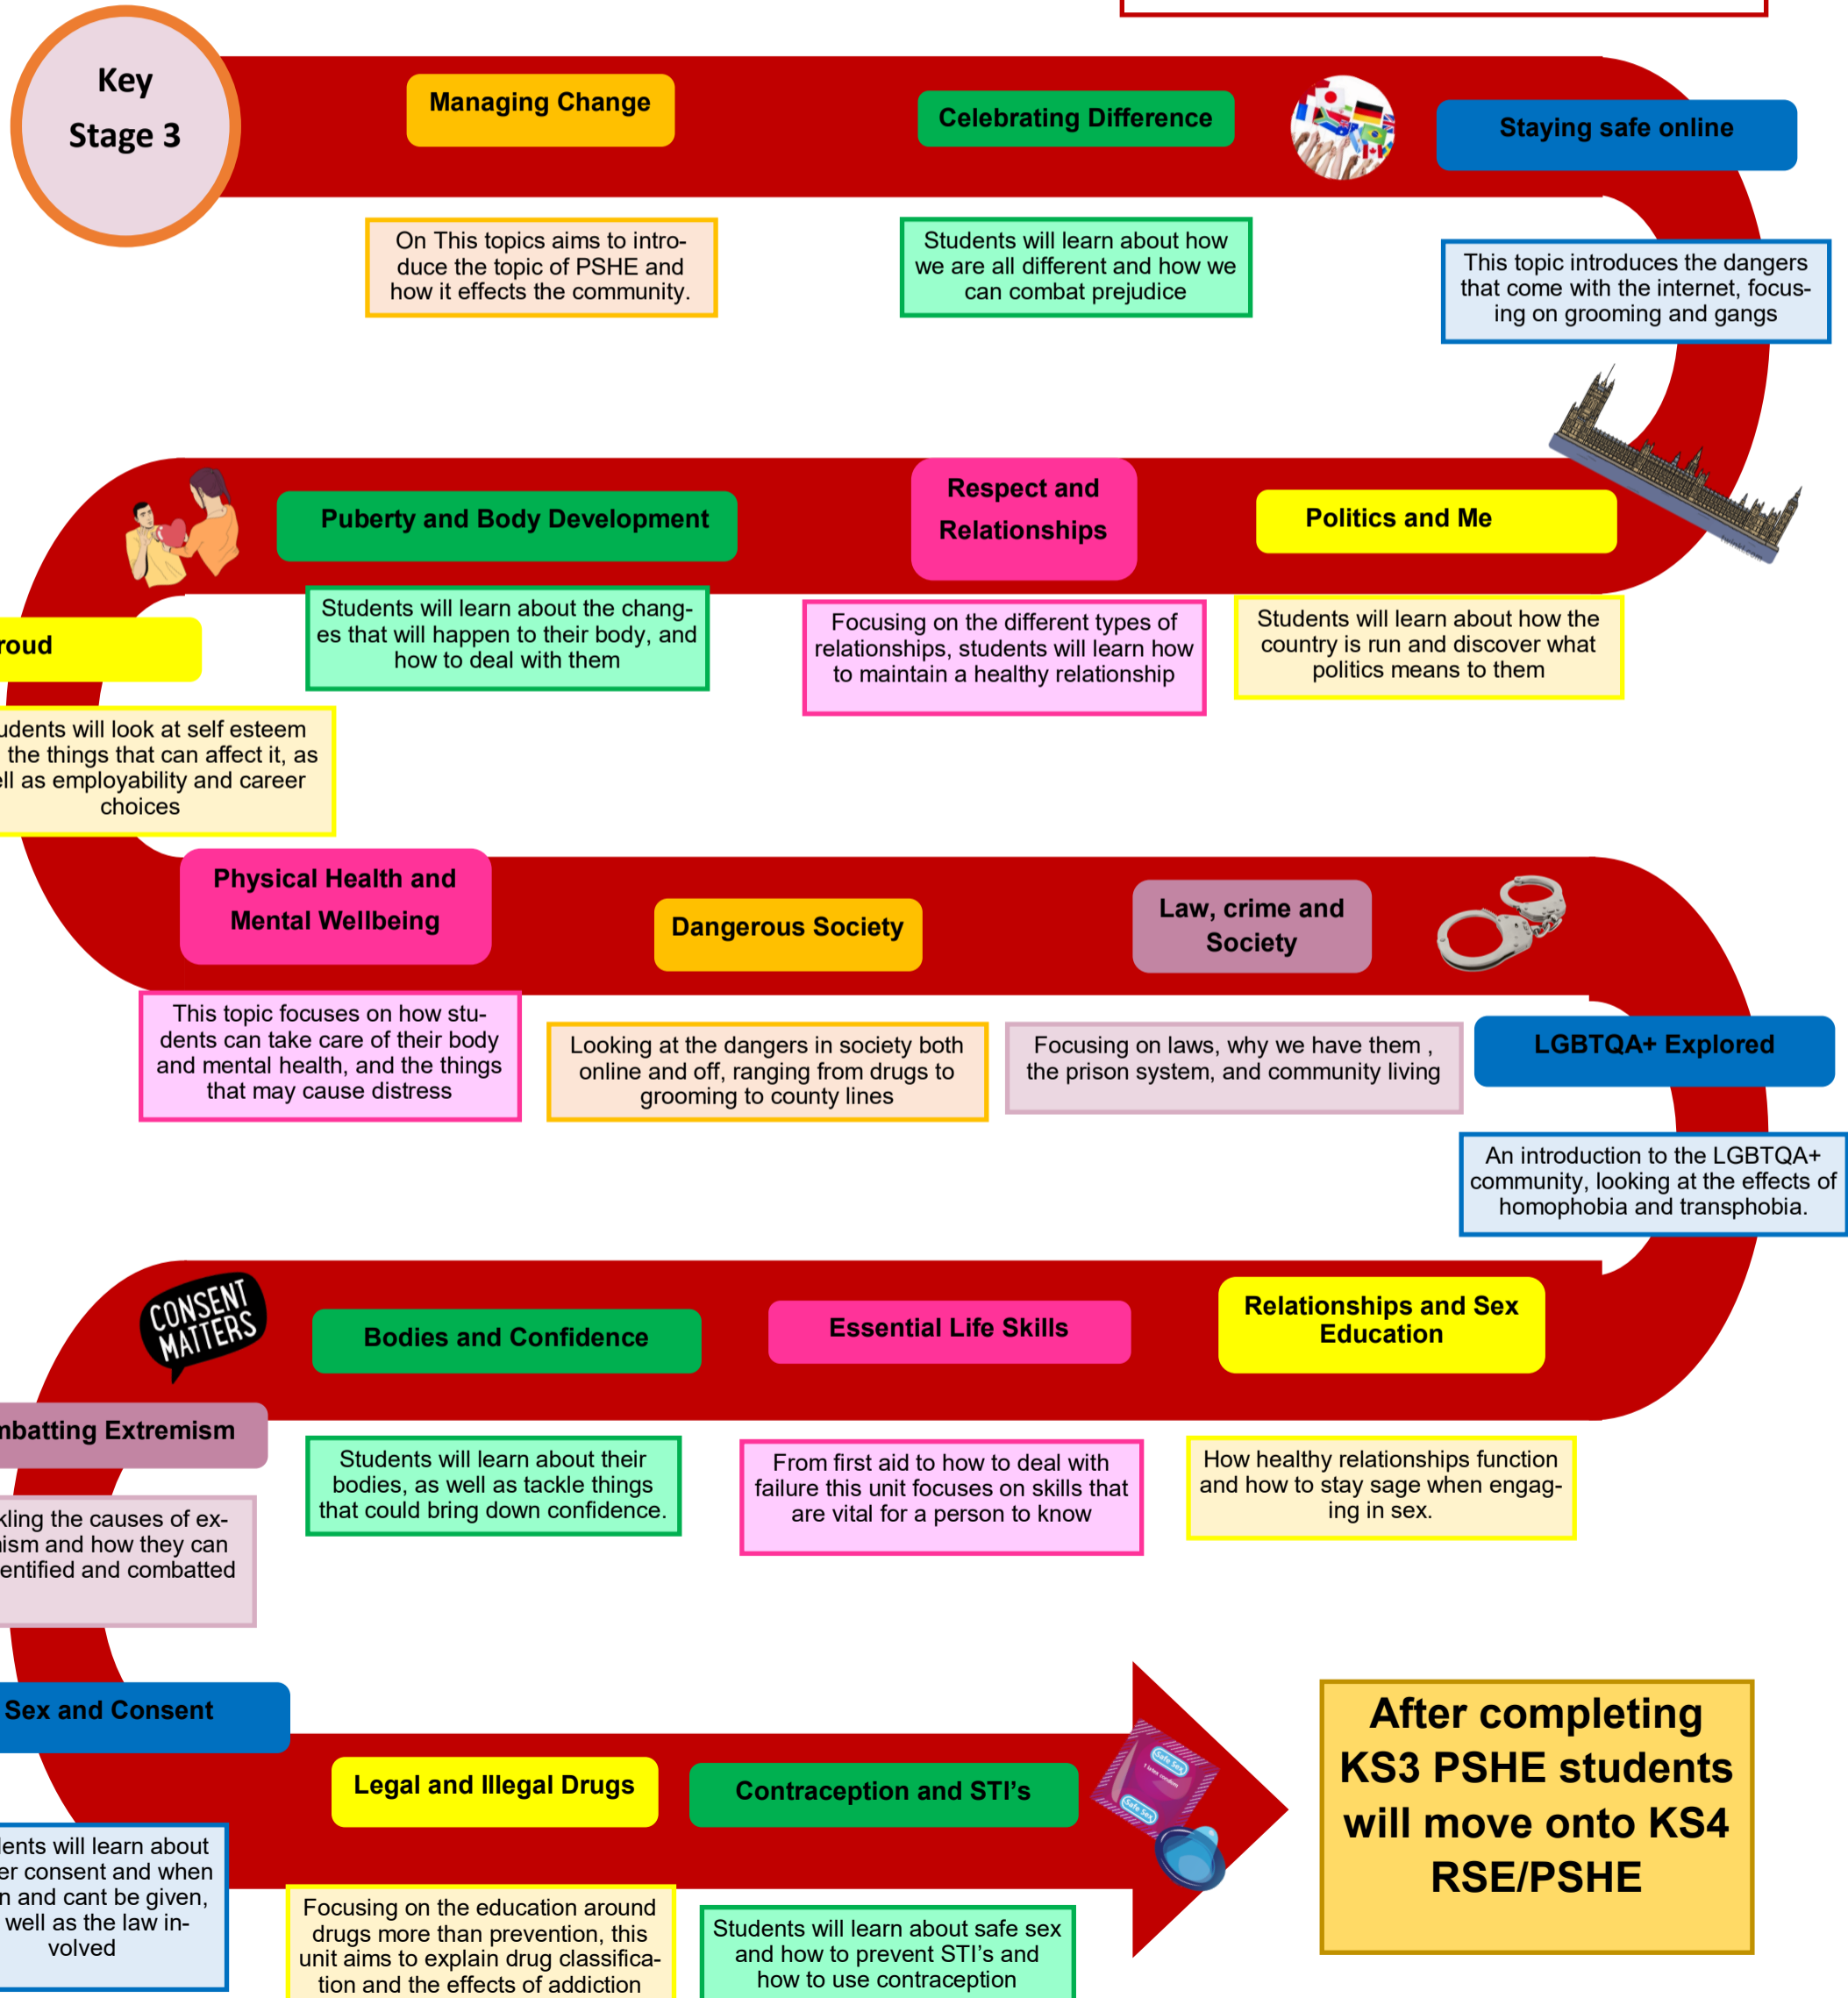 Key
Stage 3
Managing Change
Celebrating Difference
Staying safe online
On This topics aims to intro-
duce the topic of PSHE and
how it effects the community.
Students will learn about how
we are all different and how we
can combat prejudice
This topic introduces the dangers
that come with the internet, focus-
ing on grooming and gangs
Puberty and Body Development
Respect and
Relationships
Politics and Me
Students will learn about the chang-
es that will happen to their body, and
how to deal with them
Focusing on the different types of
relationships, students will learn how
to maintain a healthy relationship
Students will learn about how the
country is run and discover what
politics means to them
roud
udents will look at self esteem
the things that can affect it, as
ell as employability and career
choices
Physical Health and
Mental Wellbeing
Dangerous Society
Law, crime and
Society
This topic focuses on how stu-
dents can take care of their body
and mental health, and the things
that may cause distress
Looking at the dangers in society both
online and off, ranging from drugs to
grooming to county lines
Focusing on laws, why we have them ,
the prison system, and community living
LGBTQA+ Explored
An introduction to the LGBTQA+
community, looking at the effects of
homophobia and transphobia.
CONSENT
MATTERS
Bodies and Confidence
Essential Life Skills
Relationships and Sex
Education
mbatting Extremism
Students will learn about their
bodies, as well as tackle things
that could bring down confidence.
From first aid to how to deal with
failure this unit focuses on skills that
are vital for a person to know
How healthy relationships function
and how to stay sage when engag-
ing in sex.
kling the causes of ex-
ism and how they can
entified and combatted
Sex and Consent
Legal and Illegal Drugs
Contraception and STI's
Safe Sex
1 latex condom
Safe Sex
After completing
KS3 PSHE students
will move onto KS4
RSE/PSHE
ents will learn about
er consent and when
n and cant be given,
well as the law in-
volved
Focusing on the education around
drugs more than prevention, this
unit aims to explain drug classifica-
tion and the effects of addiction
Students will learn about safe sex
and how to prevent STI's and
how to use contraception